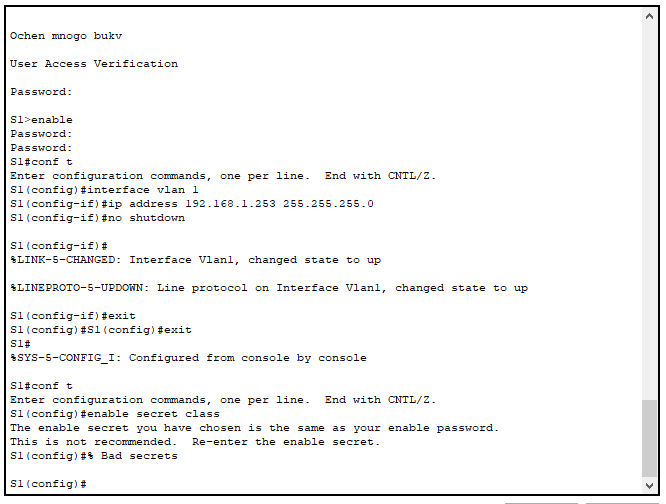 Ochen mnogo bukv
User Access Verification
Password:
S1>enable
Password:
Password:
S1#conf t
Enter configuration commands, one per line.  End with CNTL/Z.
S1(config)#interface vlan 1
S1(config-if)#ip address 192.168.1.253 255.255.255.0
S1(config-if)#no shutdown
S1(config-if)#
%LINK-5-CHANGED: Interface Vlan1, changed state to up
%LINEPROTO-5-UPDOWN: Line protocol on Interface Vlan1, changed state to up
S1(config-if)#exit
S1(config)#S1(config)#exit
S1#
%SYS-5-CONFIG_I: Configured from console by console
S1#conf t
Enter configuration commands, one per line.  End with CNTL/Z.
S1(config)#enable secret class
The enable secret you have chosen is the same as your enable password.
This is not recommended.  Re-enter the enable secret.
S1(config)#% Bad secrets
S1(config)#